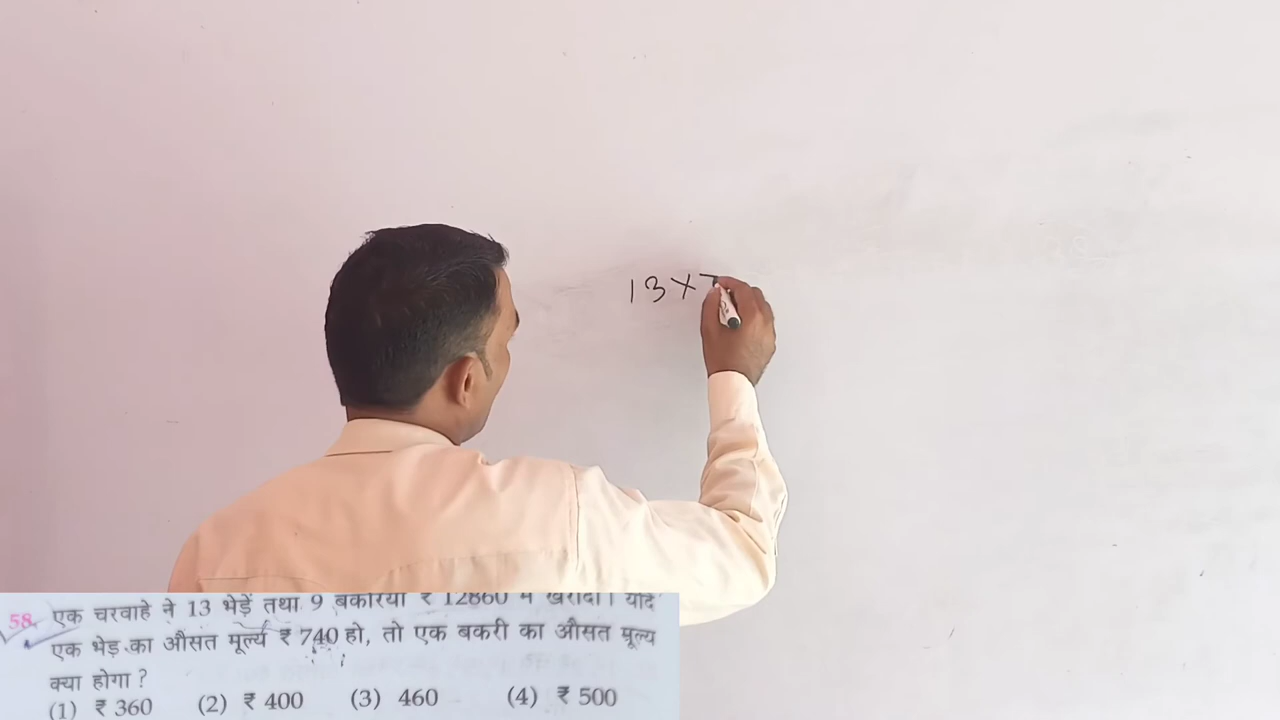 13×7
58. एक चरवाहे ने 13 भेड़ें तथा 9 बकरियाँ ₹ 12860 में खरीदी। यदि
एक भेड़ का औसत मूल्य ₹ 740 हो, तो एक बकरी का औसत मूल्य
क्या होगा ?
(1) ₹ 360 (2) ₹ 400 (3) 460 (4) ₹ 500